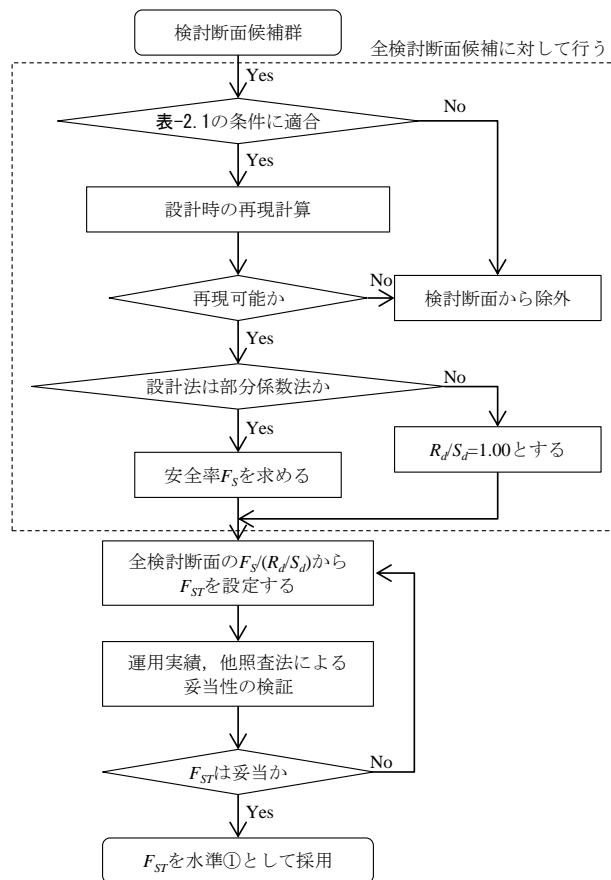 検討断面候補群
全検討断面候補に対して行う
Yes
表-2.1の条件に適合
No
Yes
設計時の再現計算
再現可能か
No
検討断面から除外
Yes
設計法は部分係数法か
No
Yes
R_d/S_d=1.00とする
安全率F_Sを求める
全検討断面のF_S/(R_d/S_d)から
F_STを設定する
運用実績，他照査法による
妥当性の検証
F_STは妥当か
No
Yes
F_STを水準①として採用